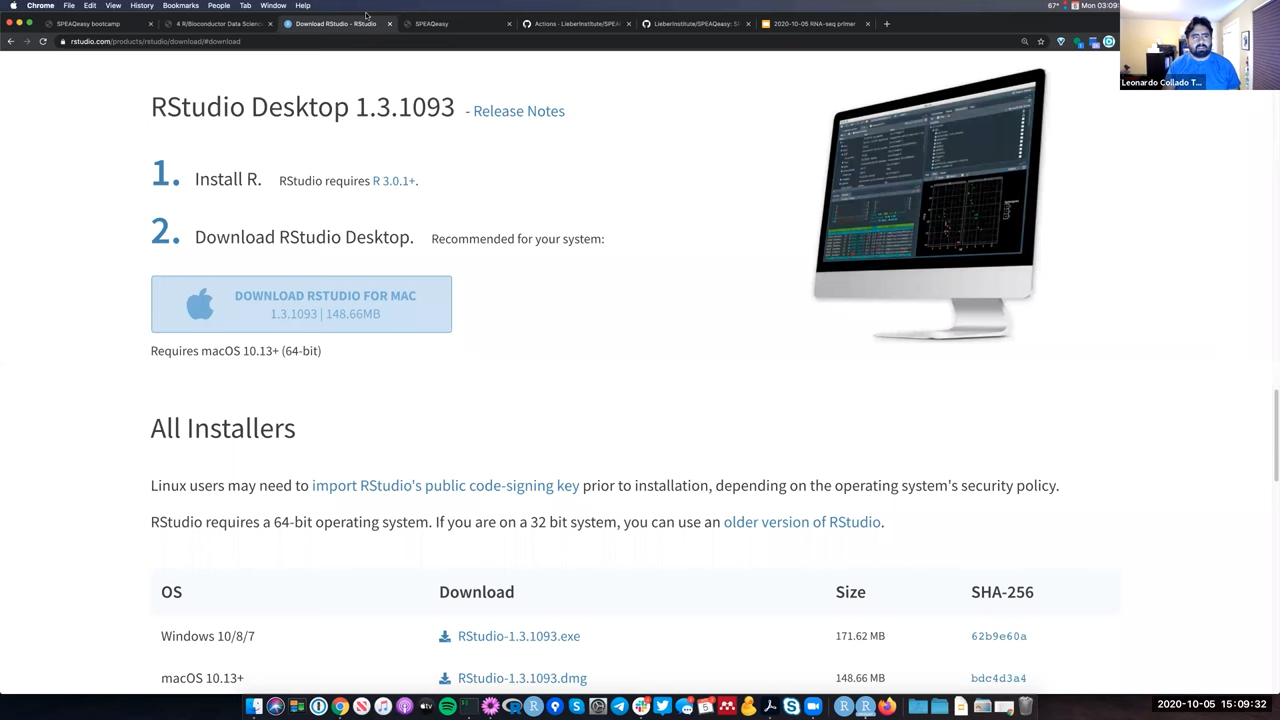 Chrome File Edit View History Bookmarks People Tab Window Help
67°
Mon 03:09:
SPEAQeasy bootcamp
4 R/Bioconductor Data Scienc
Download RStudio - RStudio
SPEAQeasy
Actions · LieberInstitute/SPEA
LieberInstitute/SPEAQeasy: S
2020-10-05 RNA-seq primer
rstudio.com/products/rstudio/download/#download
Leonardo Collado T...
RStudio Desktop 1.3.1093 - Release Notes
1. Install R. RStudio requires R 3.0.1+.
2. Download RStudio Desktop. Recommended for your system:
DOWNLOAD RSTUDIO FOR MAC
1.3.1093 | 148.66MB
Requires macOS 10.13+ (64-bit)
All Installers
Linux users may need to import RStudio's public code-signing key prior to installation, depending on the operating system's security policy.
RStudio requires a 64-bit operating system. If you are on a 32 bit system, you can use an older version of RStudio.
OS Download Size SHA-256
Windows 10/8/7 RStudio-1.3.1093.exe 171.62 MB 62b9e60a
macOS 10.13+ RStudio-1.3.1093.dmg 148.66 MB bdc4d3a4
2020-10-05 15:09:32